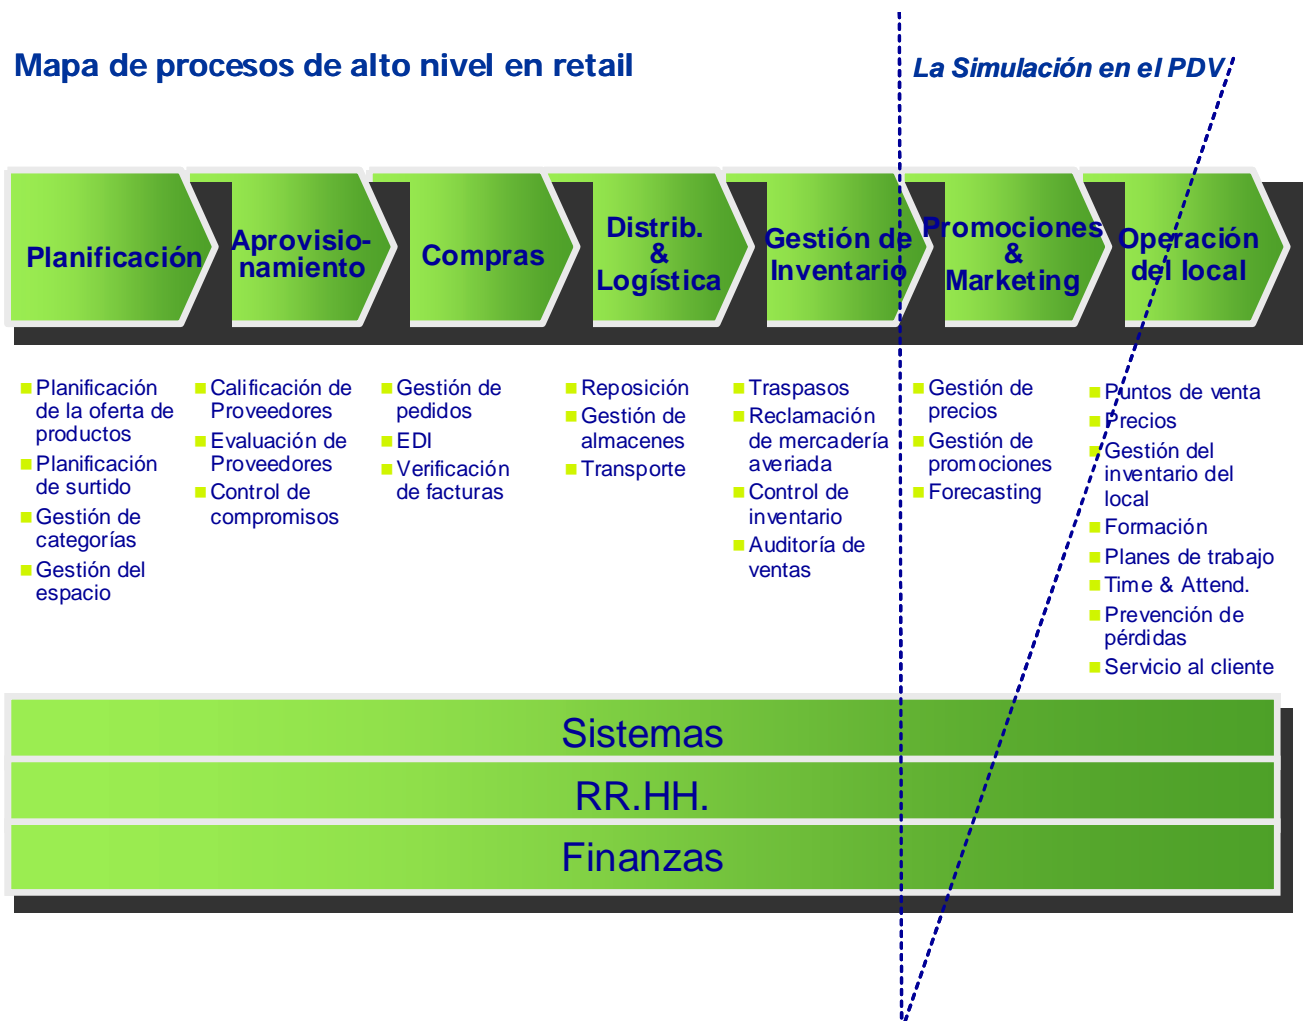 Mapa de procesos de alto nivel en retail
La Simulación en el PDV
Planificación
Aprovisio-
namiento
Compras
Distrib.
&
Logística
Gestión de
Inventario
Promociones
&
Marketing
Operación
del local
Planificación
de la oferta de
productos
Planificación
de surtido
Gestión de
categorías
Gestión del
espacio
Calificación de
Proveedores
Evaluación de
Proveedores
Control de
compromisos
Gestión de
pedidos
EDI
Verificación
de facturas
Reposición
Gestión de
almacenes
Transporte
Traspasos
Reclamación
de mercadería
averiada
Control de
inventario
Auditoría de
ventas
Gestión de
precios
Gestión de
promociones
Forecasting
Puntos de venta
Precios
Gestión del
inventario del
local
Formación
Planes de trabajo
Time & Attend.
Prevención de
pérdidas
Servicio al cliente
Sistemas
RR.HH.
Finanzas